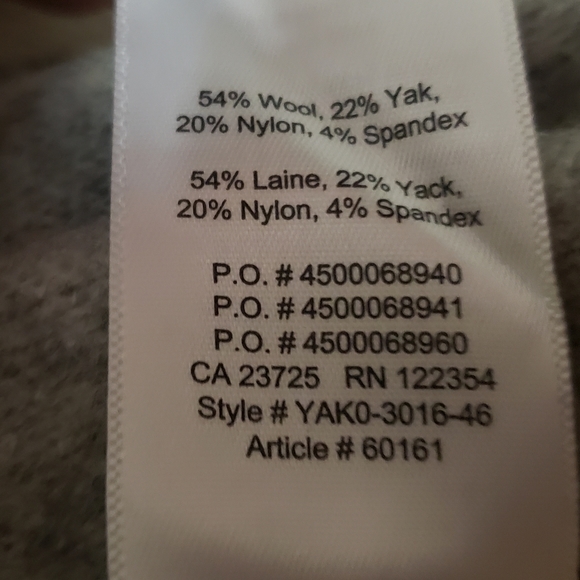 54% Wool, 22% Yak,
20% Nylon, 4% Spandex
54% Laine, 22% Yack,
20% Nylon, 4% Spandex
P.O. # 4500068940
P.O. # 4500068941
P.O. # 4500068960
CA 23725 RN 122354
Style # YAK0-3016-46
Article # 60161